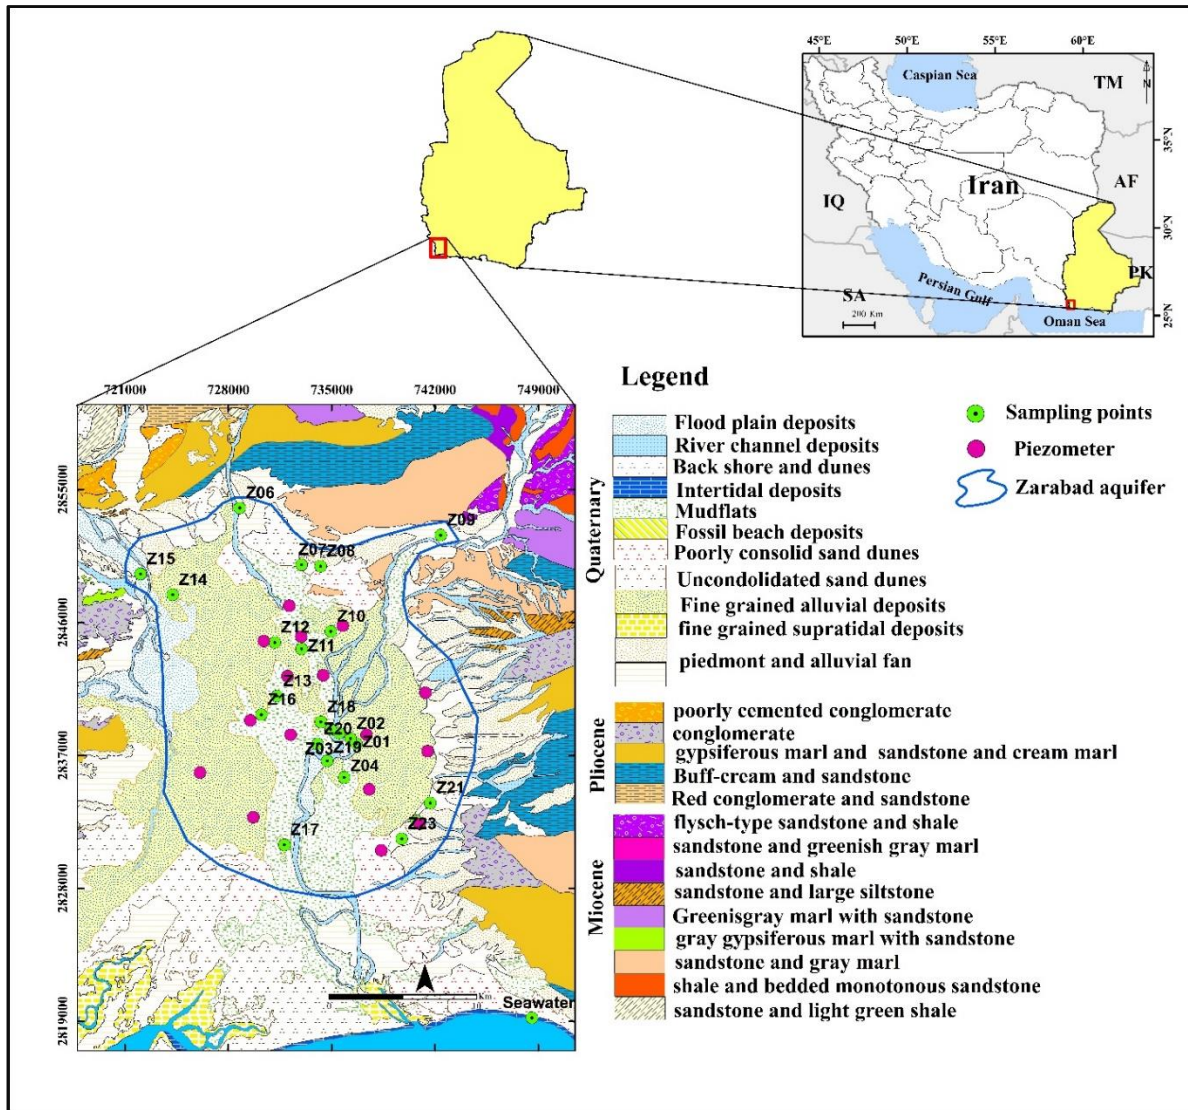 45°E 50°E 55°E 60°E
Caspian Sea
TM
N
35°N
Iran
AF
IQ
30°N
PK
Persian Gulf
SA
200 Km
Oman Sea
25°N
721000 728000 735000 742000 749000
2855000
2846000
2837000
2828000
2819000
Z06
Z09
Z07
Z08
Z15
Z14
Z10
Z12
Z11
Z13
Z16
Z18
Z02
Z20
Z01
Z03
Z19
Z04
Z21
Z23
Z17
0 10 Km
Seawater
Legend
Quaternary
Flood plain deposits
River channel deposits
Back shore and dunes
Intertidal deposits
Mudflats
Fossil beach deposits
Poorly consolid sand dunes
Uncondolidated sand dunes
Fine grained alluvial deposits
fine grained supratidal deposits
piedmont and alluvial fan
Pliocene
poorly cemented conglomerate
conglomerate
gypsiferous marl and sandstone and cream marl
Buff-cream and sandstone
Red conglomerate and sandstone
Miocene
flysch-type sandstone and shale
sandstone and greenish gray marl
sandstone and shale
sandstone and large siltstone
Greenisgray marl with sandstone
gray gypsiferous marl with sandstone
sandstone and gray marl
shale and bedded monotonous sandstone
sandstone and light green shale
Sampling points
Piezometer
Zarabad aquifer